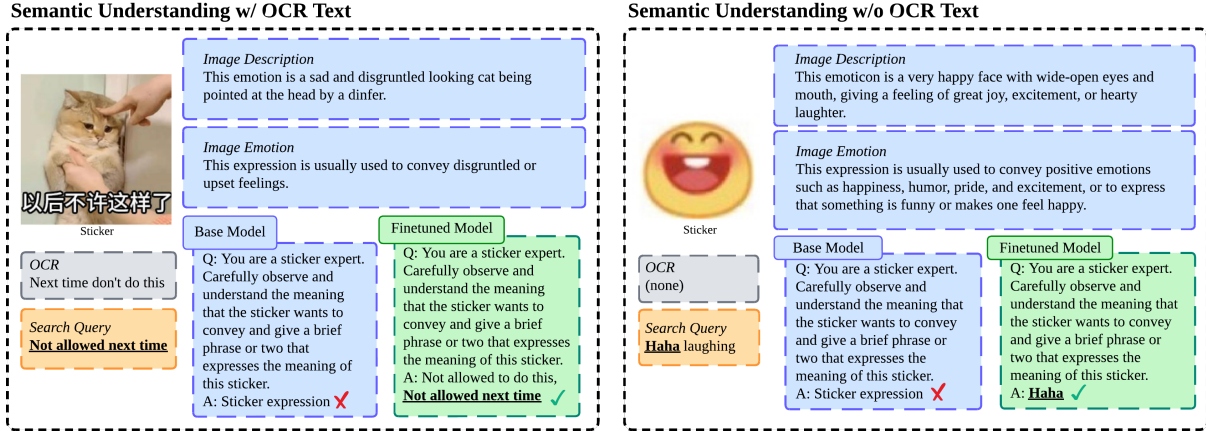 Semantic Understanding w/ OCR Text
Image Description
This emotion is a sad and disgruntled looking cat being
pointed at the head by a dinfer.
Image Emotion
This expression is usually used to convey disgruntled or
upset feelings.
以后不许这样了
Sticker
OCR
Next time don't do this
Search Query
Not allowed next time
Base Model
Q: You are a sticker expert.
Carefully observe and
understand the meaning
that the sticker wants to
convey and give a brief
phrase or two that
expresses the meaning of
this sticker.
A: Sticker expression
Finetuned Model
Q: You are a sticker expert.
Carefully observe and
understand the meaning
that the sticker wants to
convey and give a brief
phrase or two that expresses
the meaning of this sticker.
A: Not allowed to do this,
Not allowed next time
Semantic Understanding w/o OCR Text
Image Description
This emoticon is a very happy face with wide-open eyes and
mouth, giving a feeling of great joy, excitement, or hearty
laughter.
Image Emotion
This expression is usually used to convey positive emotions
such as happiness, humor, pride, and excitement, or to express
that something is funny or makes one feel happy.
Sticker
OCR
(none)
Search Query
Haha laughing
Base Model
Q: You are a sticker expert.
Carefully observe and
understand the meaning that
the sticker wants to convey
and give a brief phrase or
two that expresses the
meaning of this sticker.
A: Sticker expression
Finetuned Model
Q: You are a sticker expert.
Carefully observe and
understand the meaning that
the sticker wants to convey
and give a brief phrase or
two that expresses the
meaning of this sticker.
A: Haha